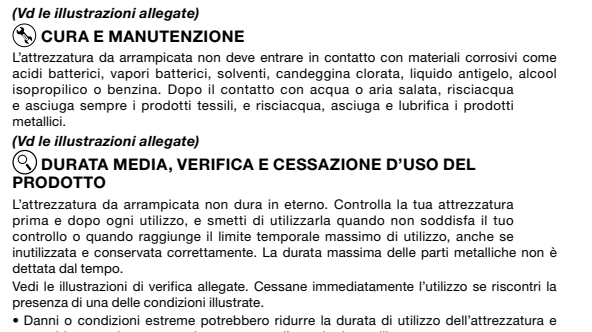 (Vd le illustrazioni allegate)
CURA E MANUTENZIONE
L'attrezzatura da arrampicata non deve entrare in contatto con materiali corrosivi come
acidi batterici, vapori batterici, solventi, candeggina clorata, liquido antigelo, alcool
isopropilico o benzina. Dopo il contatto con acqua o aria salata, risciacqua
e asciuga sempre i prodotti tessili, e risciacqua, asciuga e lubrifica i prodotti
metallici.
(Vd le illustrazioni allegate)
DURATA MEDIA, VERIFICA E CESSAZIONE D'USO DEL
PRODOTTO
L'attrezzatura da arrampicata non dura in eterno. Controlla la tua attrezzatura
prima e dopo ogni utilizzo, e smetti di utilizzarla quando non soddisfa il tuo
controllo o quando raggiunge il limite temporale massimo di utilizzo, anche se
inutilizzata e conservata correttamente. La durata massima delle parti metalliche non è
dettata dal tempo.
Vedi le illustrazioni di verifica allegate. Cessane immediatamente l'utilizzo se riscontri la
presenza di una delle condizioni illustrate.
• Danni o condizioni estreme potrebbero ridurre la durata di utilizzo dell'attrezzatura e